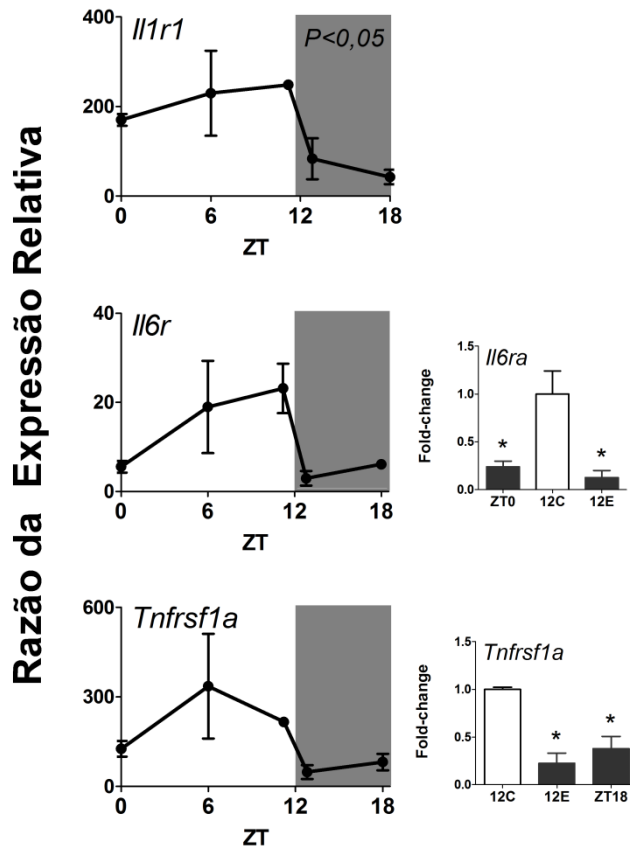 Razão da Expressão Relativa
Il1r1
P<0,05
400
200
0
0 6 12 18
ZT
Il6r
40
20
0
0 6 12 18
ZT
Il6ra
Fold-change
1.5
1.0
0.5
0.0
* *
ZT0 12C 12E
Tnfrsf1a
600
300
0
0 6 12 18
ZT
Tnfrsf1a
Fold-change
1.5
1.0
0.5
0.0
* *
12C 12E ZT18